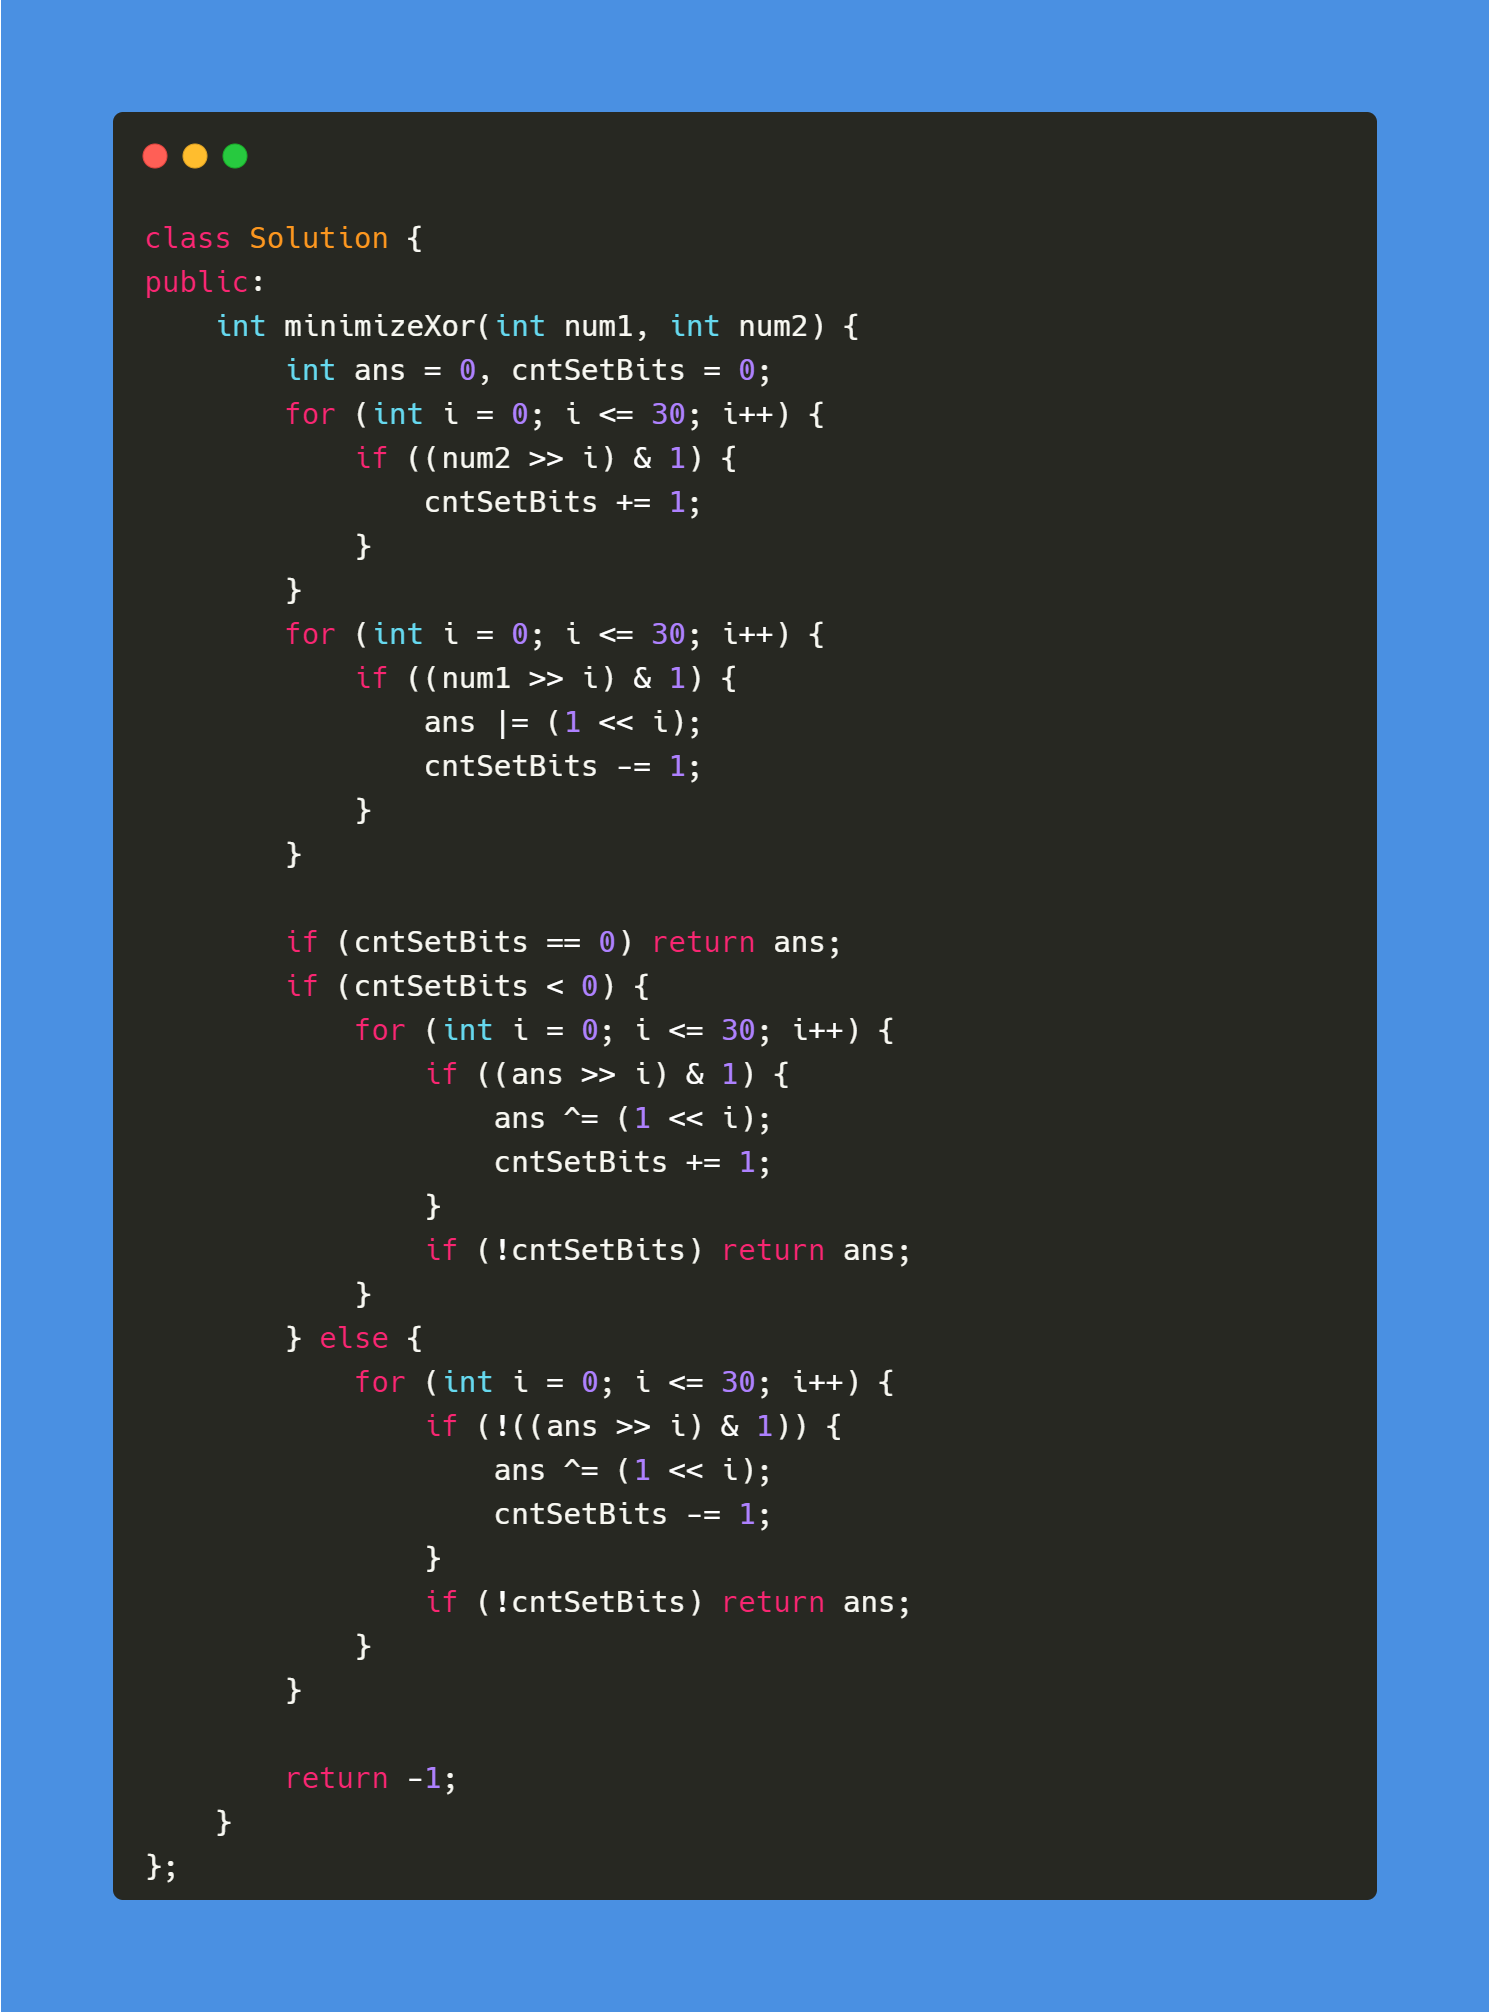 class Solution {
public:
    int minimizeXor(int num1, int num2) {
        int ans = 0, cntSetBits = 0;
        for (int i = 0; i <= 30; i++) {
            if ((num2 >> i) & 1) {
                cntSetBits += 1;
            }
        }
        for (int i = 0; i <= 30; i++) {
            if ((num1 >> i) & 1) {
                ans |= (1 << i);
                cntSetBits -= 1;
            }
        }

        if (cntSetBits == 0) return ans;
        if (cntSetBits < 0) {
            for (int i = 0; i <= 30; i++) {
                if ((ans >> i) & 1) {
                    ans ^= (1 << i);
                    cntSetBits += 1;
                }
                if (!cntSetBits) return ans;
            }
        } else {
            for (int i = 0; i <= 30; i++) {
                if (!((ans >> i) & 1)) {
                    ans ^= (1 << i);
                    cntSetBits -= 1;
                }
                if (!cntSetBits) return ans;
            }
        }

        return -1;
    }
};